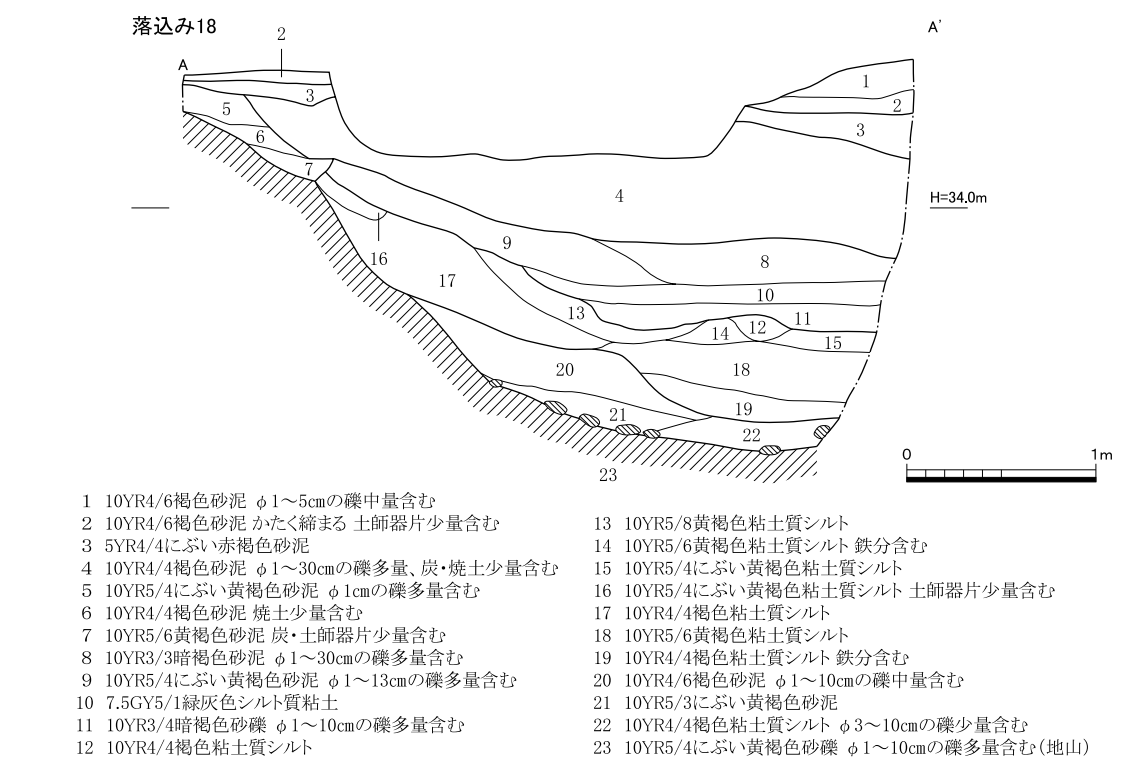 落込み18
A
A'
2
1
3
2
5
3
6
7
4
H=34.0m
9
8
16
17
10
13
11
14
12
15
20
18
19
21
22
23
0
1m
1 10YR4/6褐色砂泥 φ1～5cmの礫中量含む
2 10YR4/6褐色砂泥 かたく締まる 土師器片少量含む
3 5YR4/4にぶい赤褐色砂泥
4 10YR4/4褐色砂泥 φ1～30cmの礫多量、炭・焼土少量含む
5 10YR5/4にぶい黄褐色砂泥 φ1cmの礫多量含む
6 10YR4/4褐色砂泥 焼土少量含む
7 10YR5/6黄褐色砂泥 炭・土師器片少量含む
8 10YR3/3暗褐色砂泥 φ1～30cmの礫多量含む
9 10YR5/4にぶい黄褐色砂泥 φ1～13cmの礫多量含む
10 7.5GY5/1緑灰色シルト質粘土
11 10YR3/4暗褐色砂礫 φ1～10cmの礫多量含む
12 10YR4/4褐色粘土質シルト
13 10YR5/8黄褐色粘土質シルト
14 10YR5/6黄褐色粘土質シルト 鉄分含む
15 10YR5/4にぶい黄褐色粘土質シルト
16 10YR5/4にぶい黄褐色粘土質シルト 土師器片少量含む
17 10YR4/4褐色粘土質シルト
18 10YR5/6黄褐色粘土質シルト
19 10YR4/4褐色粘土質シルト 鉄分含む
20 10YR4/6褐色砂泥 φ1～10cmの礫中量含む
21 10YR5/3にぶい黄褐色砂泥
22 10YR4/4褐色粘土質シルト φ3～10cmの礫少量含む
23 10YR5/4にぶい黄褐色砂礫 φ1～10cmの礫多量含む（地山）